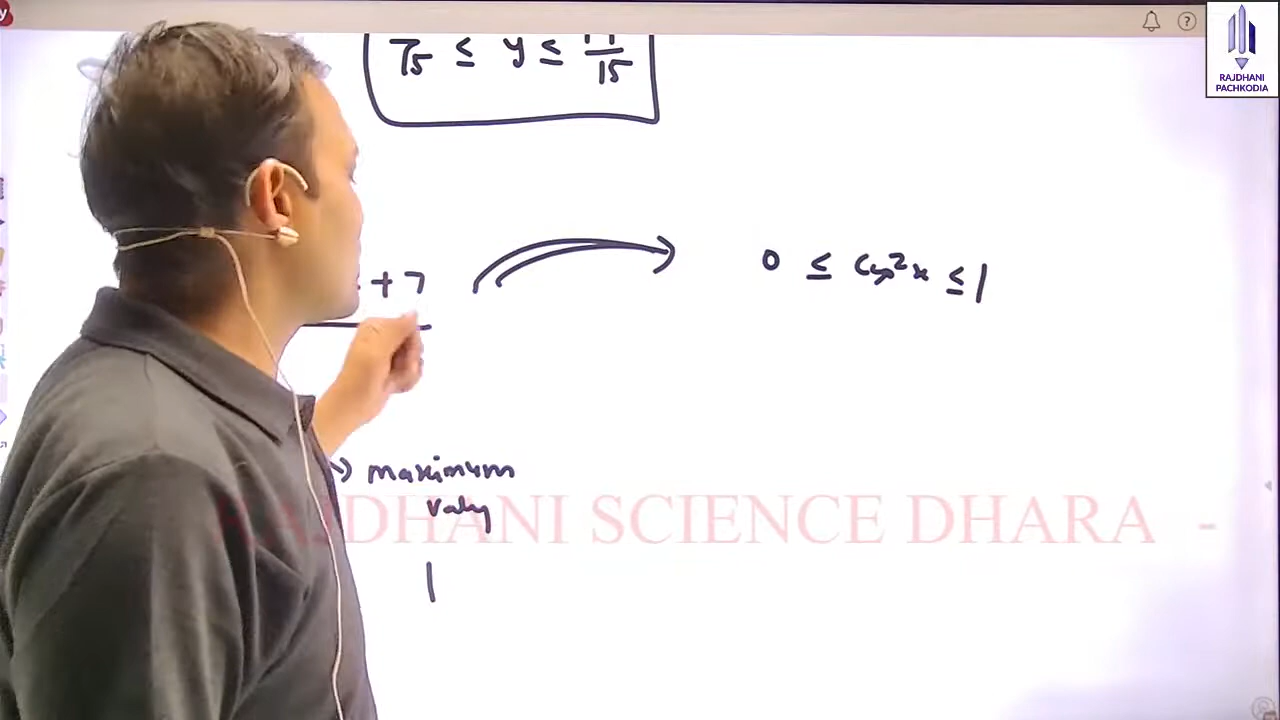 ≤ y ≤ 15
+ 7
0 ≤ cos²x ≤ 1
→ maximum
value
1
RAJDHANI SCIENCE DHARA -
RAJDHANI
PACHKODIA